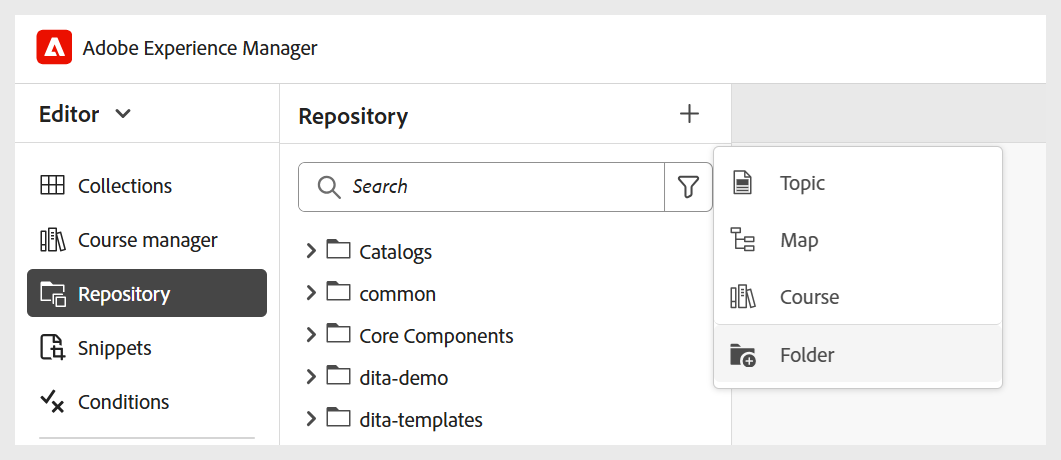 Adobe Experience Manager
Editor
Collections
Course manager
Repository
Snippets
Conditions
Repository
Search
Catalogs
common
Core Components
dita-demo
dita-templates
Topic
Map
Course
Folder